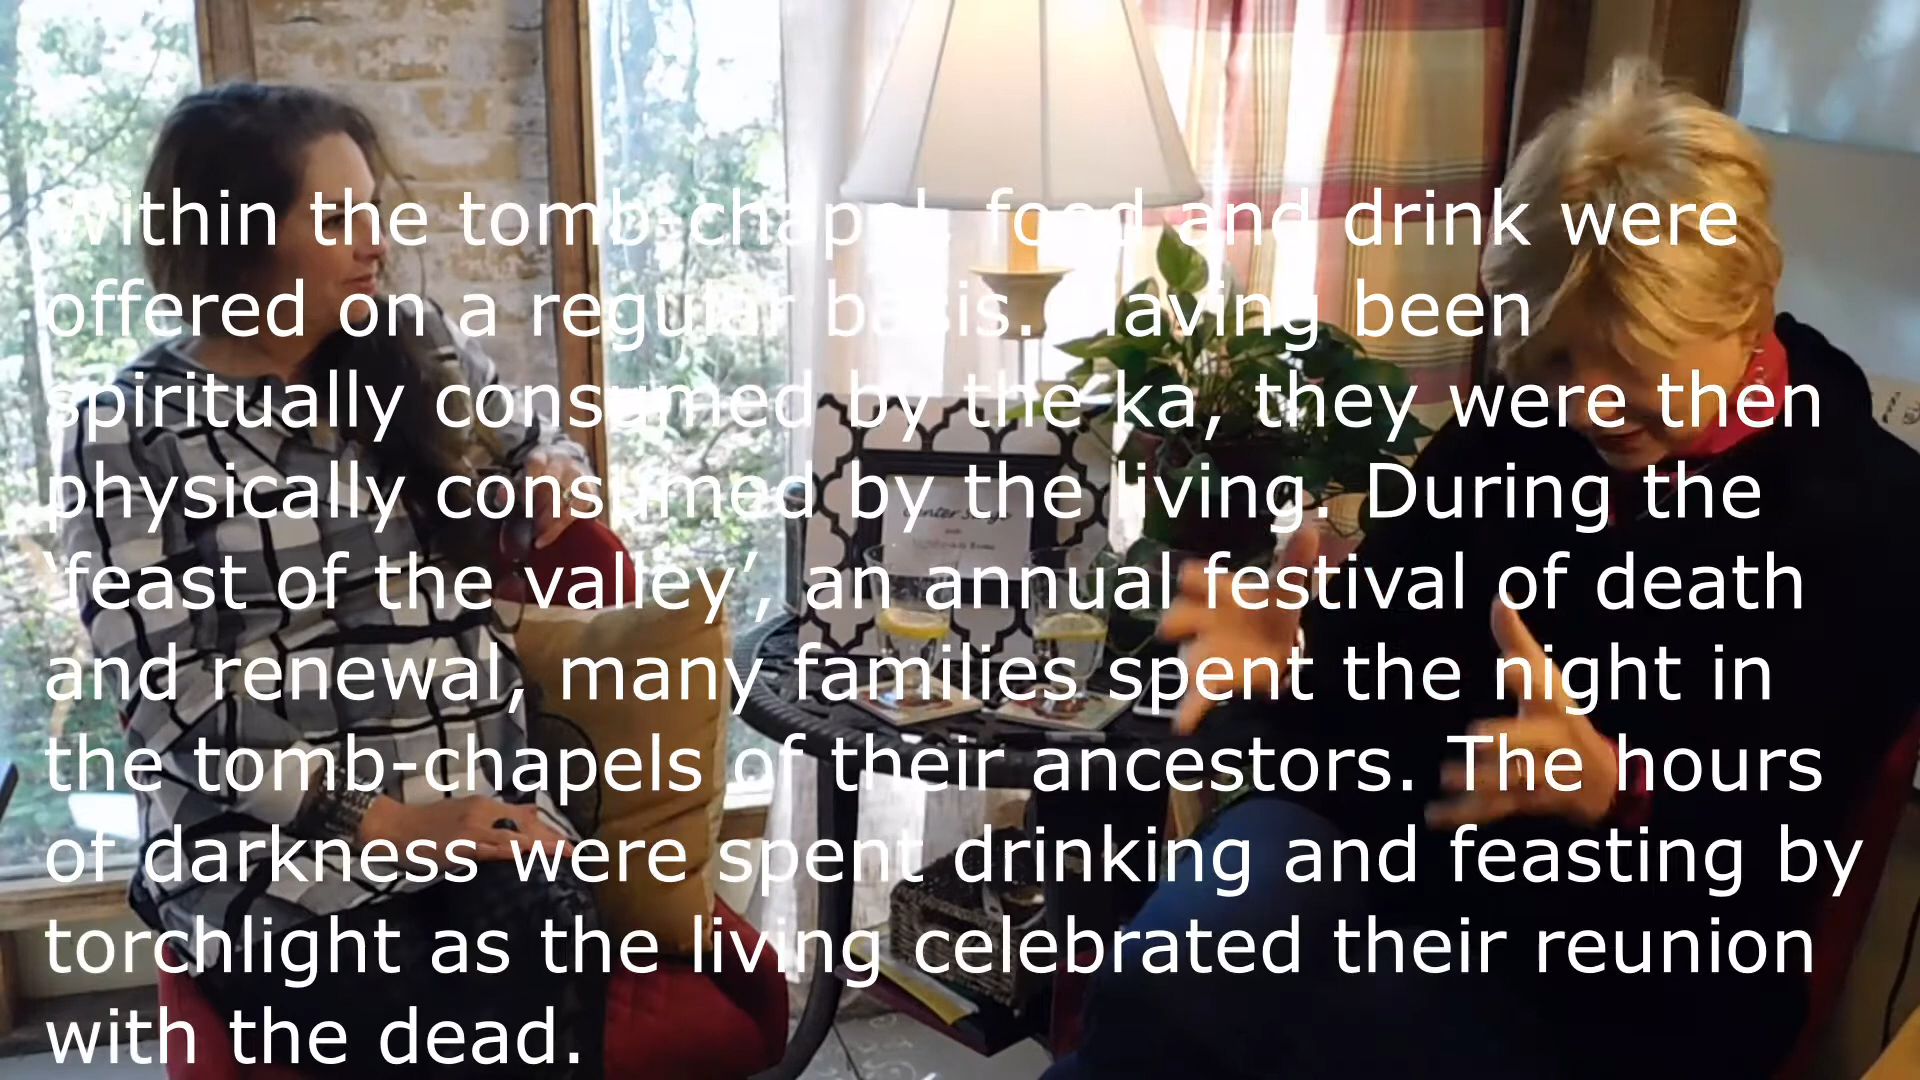 Within the tomb-chapel, food and drink were
offered on a regular basis. Having been
spiritually consumed by the ka, they were then
physically consumed by the living. During the
‘feast of the valley’, an annual festival of death
and renewal, many families spent the night in
the tomb-chapels of their ancestors. The hours
of darkness were spent drinking and feasting by
torchlight as the living celebrated their reunion
with the dead.